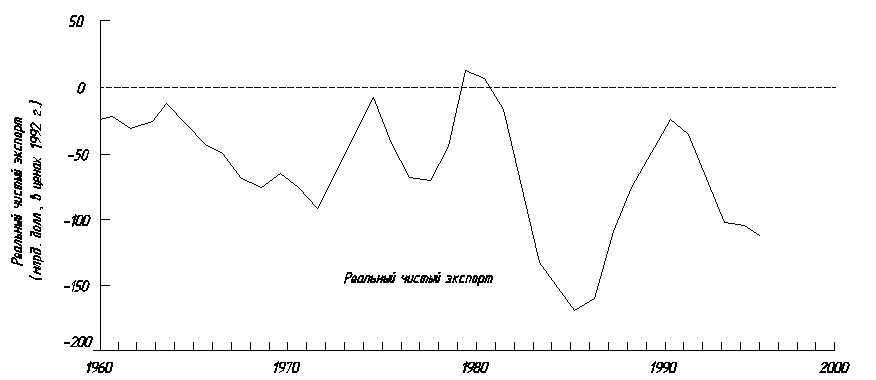 50
0
-50
-100
-150
-200
Реальный чистый экспорт
(млрд. долл., в ценах 1992 г.)
Реальный чистый экспорт
1960 1970 1980 1990 2000